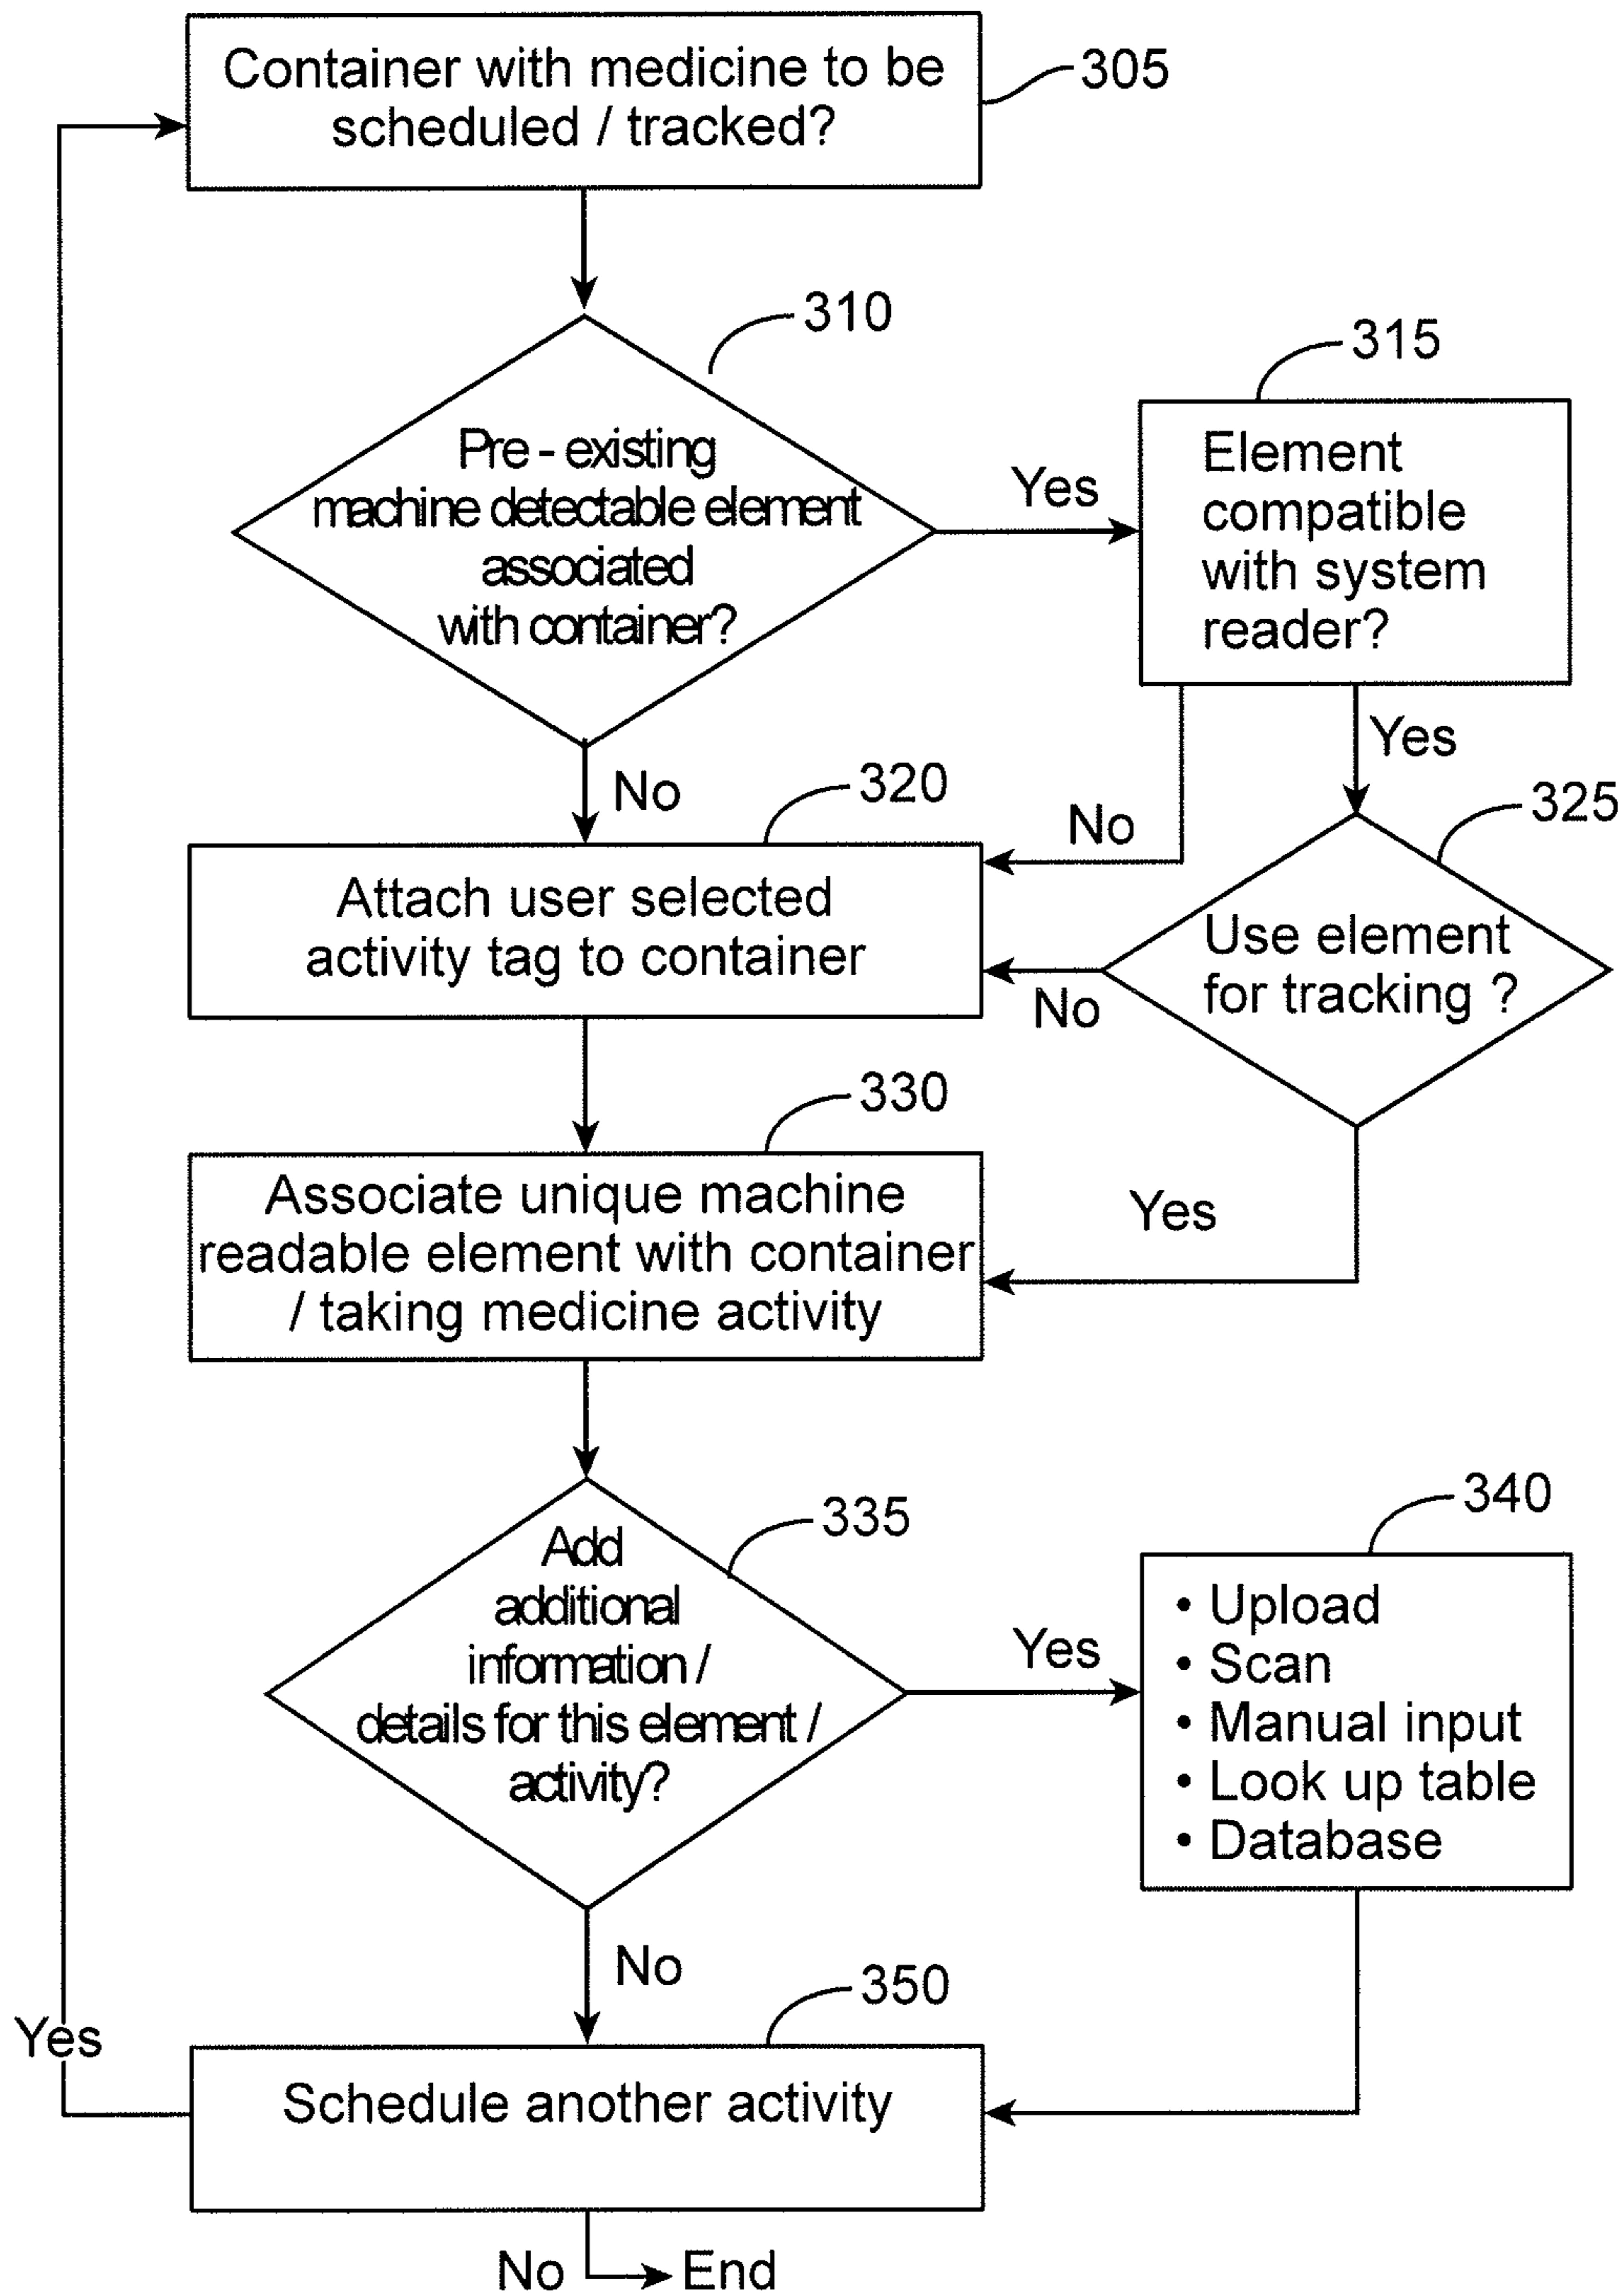 Container with medicine to be
scheduled / tracked?
305
310
Pre - existing
machine detectable element
associated
with container?
Yes
315
Element
compatible
with system
reader?
No
Yes
320
No
325
Attach user selected
activity tag to container
Use element
for tracking ?
No
330
Associate unique machine
readable element with container
/ taking medicine activity
Yes
335
Add
additional
information /
details for this element /
activity?
Yes
340
• Upload
• Scan
• Manual input
• Look up table
• Database
No
350
Yes
Schedule another activity
No
End